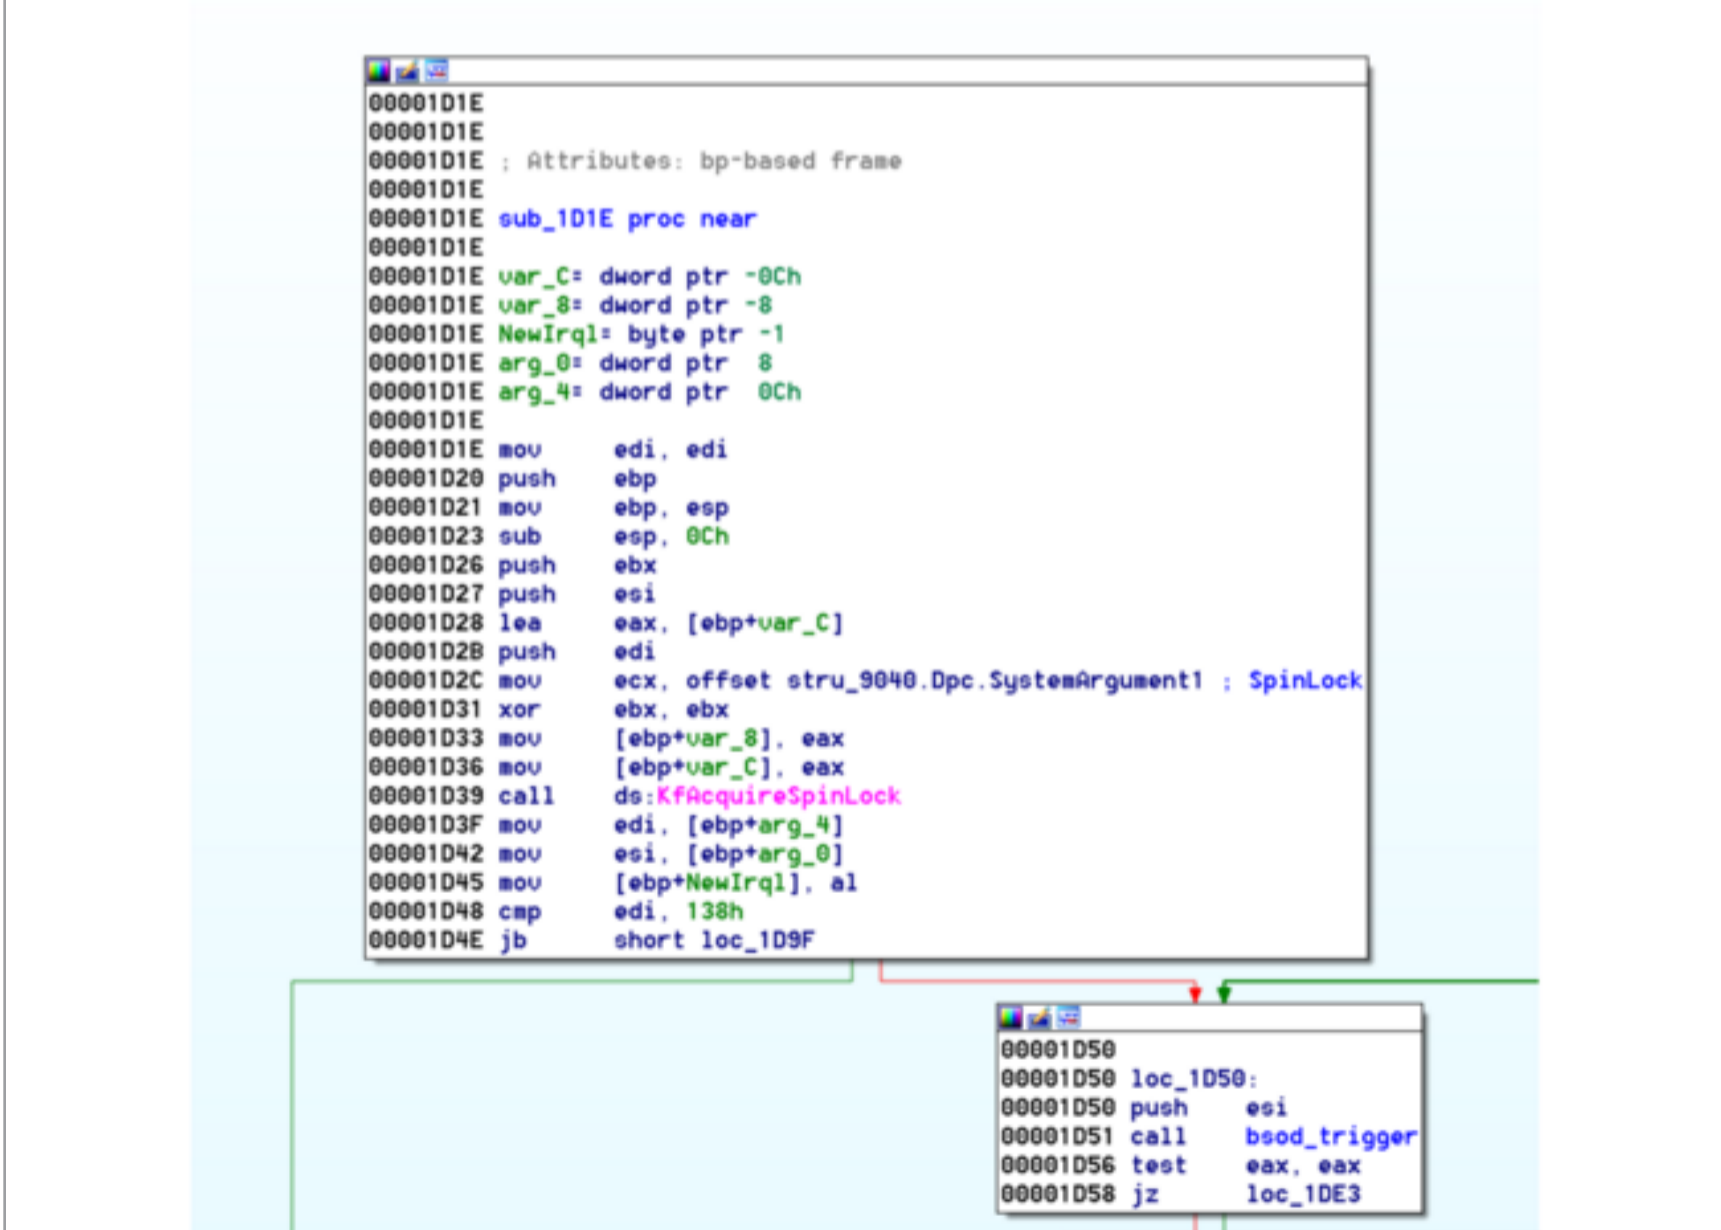 00001D1E
00001D1E
00001D1E ; Attributes: bp-based frame
00001D1E
00001D1E sub_1D1E proc near
00001D1E
00001D1E var_C= dword ptr -0Ch
00001D1E var_8= dword ptr -8
00001D1E NewIrql= byte ptr -1
00001D1E arg_0= dword ptr  8
00001D1E arg_4= dword ptr  0Ch
00001D1E
00001D1E mov     edi, edi
00001D20 push    ebp
00001D21 mov     ebp, esp
00001D23 sub     esp, 0Ch
00001D26 push    ebx
00001D27 push    esi
00001D28 lea     eax, [ebp+var_C]
00001D2B push    edi
00001D2C mov     ecx, offset stru_9040.Dpc.SystemArgument1 ; SpinLock
00001D31 xor     ebx, ebx
00001D33 mov     [ebp+var_8], eax
00001D36 mov     [ebp+var_C], eax
00001D39 call    ds:KfAcquireSpinLock
00001D3F mov     edi, [ebp+arg_4]
00001D42 mov     esi, [ebp+arg_0]
00001D45 mov     [ebp+NewIrql], al
00001D48 cmp     edi, 138h
00001D4E jb      short loc_1D9F
00001D50
00001D50 loc_1D50:
00001D50 push    esi
00001D51 call    bsod_trigger
00001D56 test    eax, eax
00001D58 jz      loc_1DE3